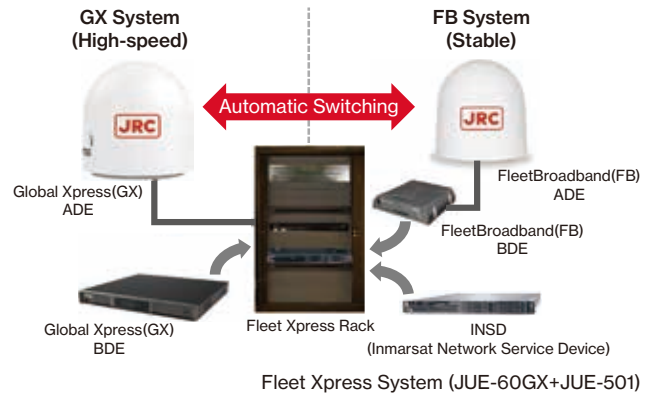 GX System
(High-speed)
FB System
(Stable)
Automatic Switching
JRC
JRC
Global Xpress(GX)
ADE
FleetBroadband(FB)
ADE
FleetBroadband(FB)
BDE
Global Xpress(GX)
BDE
Fleet Xpress Rack
INSD
(Inmarsat Network Service Device)
Fleet Xpress System (JUE-60GX+JUE-501)